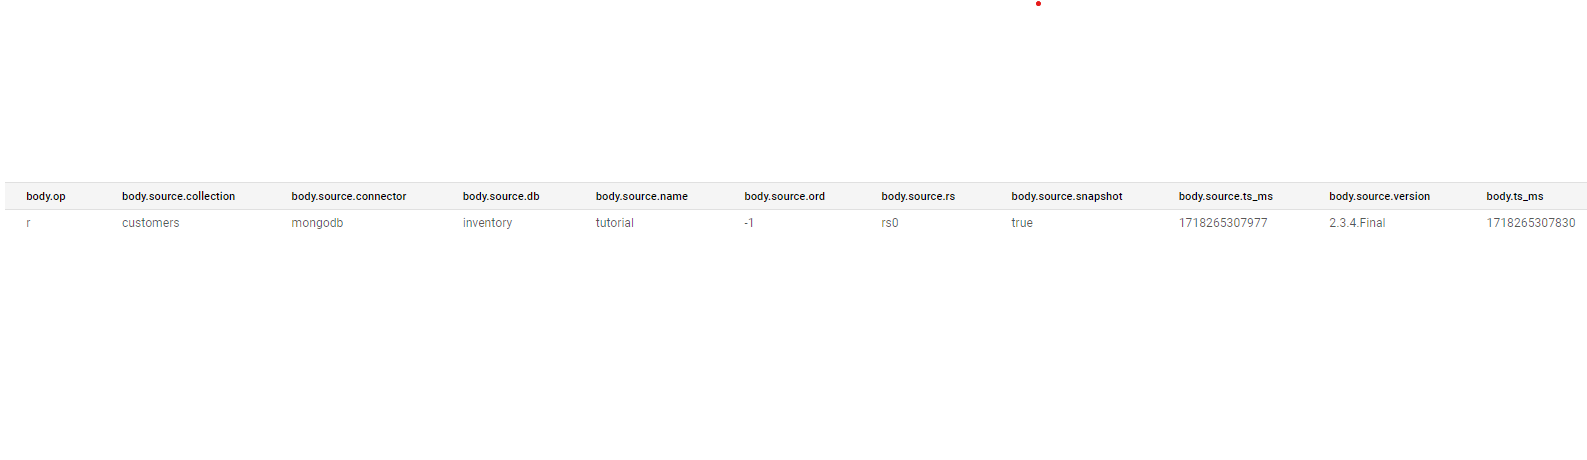 body.op body.source.collection body.source.connector body.source.db body.source.name body.source.ord body.source.rs body.source.snapshot body.source.ts_ms body.source.version body.ts_ms
r customers mongodb inventory tutorial -1 rs0 true 1718265307977 2.3.4.Final 1718265307830